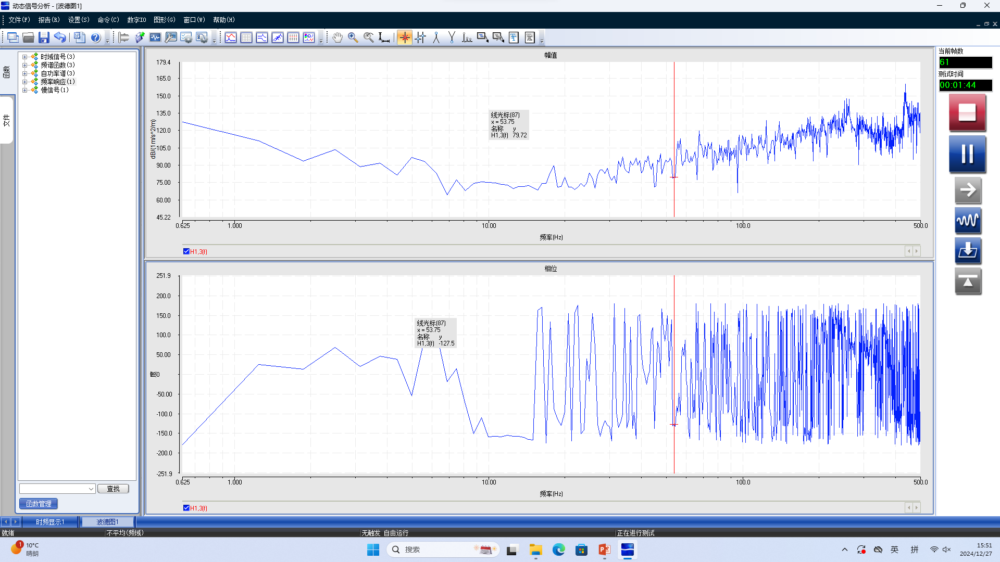 动态信号分析 - [波德图1]
文件(F) 报告(R) 设置(S) 命令(C) 数字IO 图形(G) 窗口(W) 帮助(H)
函数
文件
时域信号(3)
频谱函数(3)
自功率谱(3)
频率响应(1)
慢信号(1)
查找
函数管理
幅值
179.4
165.0
150.0
135.0
120.0
105.0
90.00
75.00
60.00
45.22
dB/(1m/s^2/m)
线光标(87)
x = 53.75
名称 y
H1,3(f) 79.72
0.625 1.000 10.00 100.0 500.0
频率(Hz)
H1,3(f)
相位
251.9
200.0
150.0
100.0
50.00
0
-50.00
-100.0
-150.0
-200.0
-251.9
度
线光标(87)
x = 53.75
名称 y
H1,3(f) -127.5
0.625 1.000 10.00 100.0 500.0
频率(Hz)
H1,3(f)
当前帧数
61
测试时间
00:01:44
时频显示1 波德图1
就绪 不平均(频域) 无触发 自由运行 正在进行测试
1
10°C
晴朗
搜索
英 拼
15:51
2024/12/27